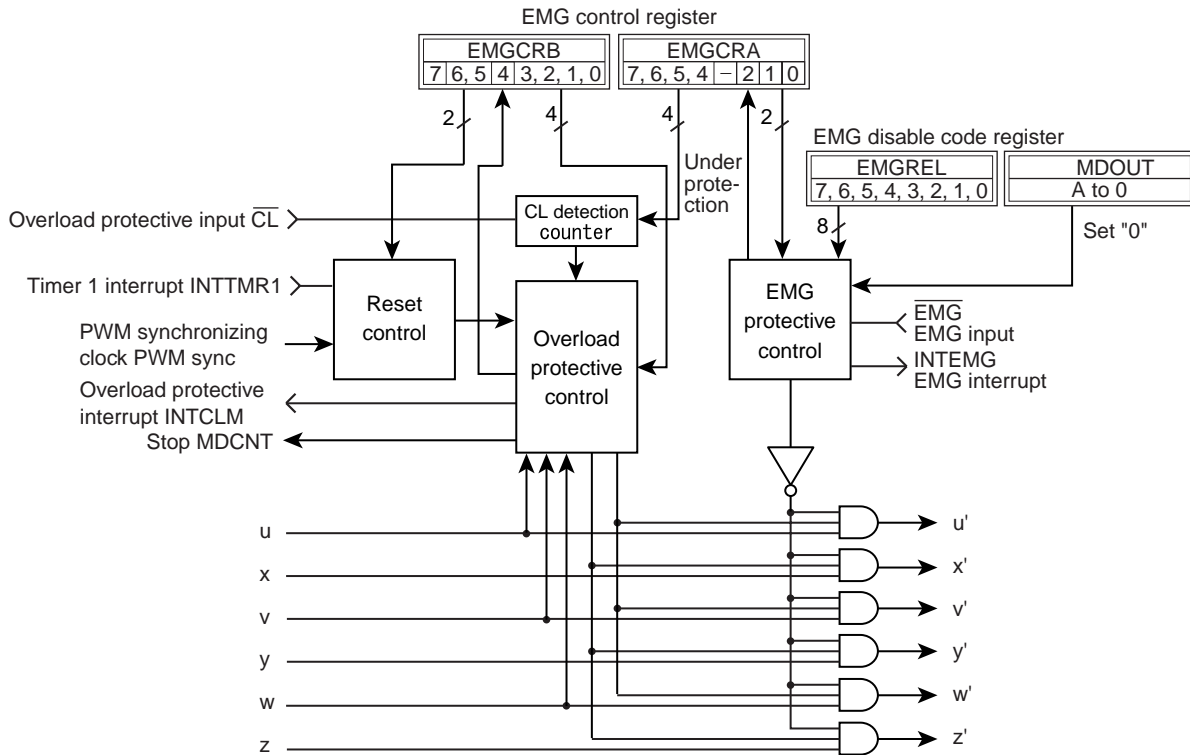 EMG control register
EMGCRB
7 6, 5 4 3, 2, 1, 0
EMGCRA
7, 6, 5, 4 – 2 1 0
2
4
4
2
Under
prote-
ction
EMG disable code register
EMGREL
7, 6, 5, 4, 3, 2, 1, 0
MDOUT
A to 0
8
Set "0"
Overload protective input C̅L̅
CL detection
counter
Timer 1 interrupt INTTMR1
Reset
control
PWM synchronizing
clock PWM sync
Overload
protective
control
EMG
protective
control
E̅M̅G̅
EMG input
INTEMG
EMG interrupt
Overload protective
interrupt INTCLM
Stop MDCNT
u
u'
x
x'
v
v'
y
y'
w
w'
z
z'